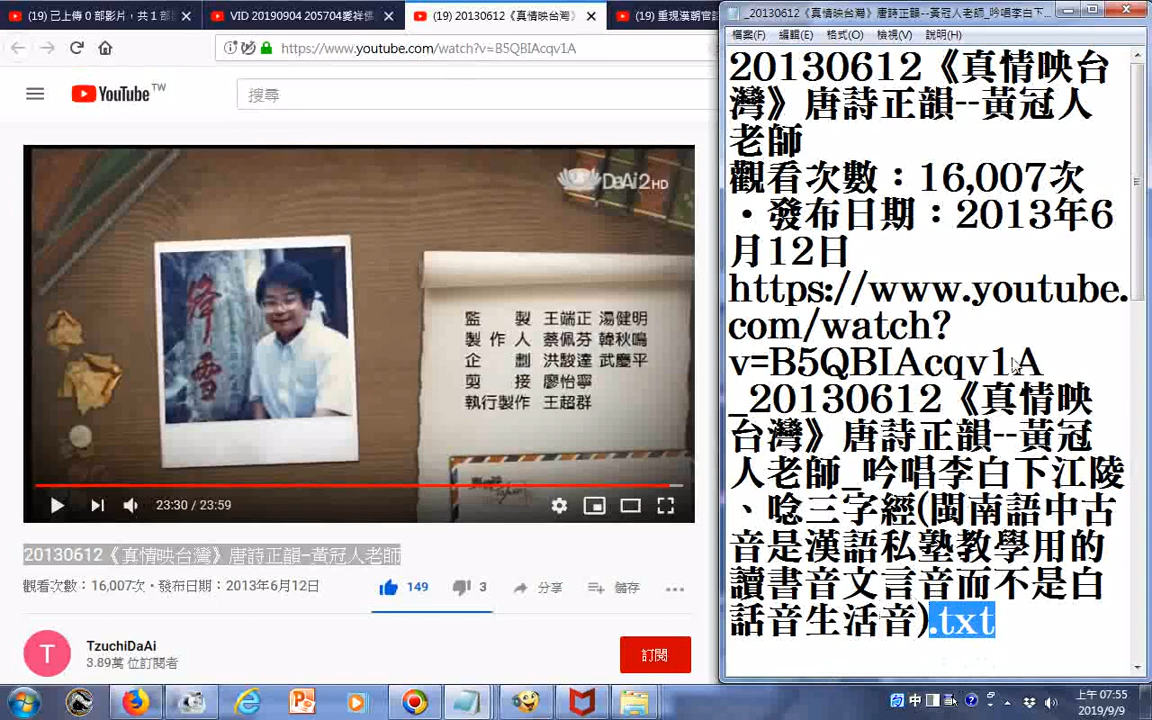 (19) 已上傳 0 部影片，共 1 部
VID 20190904 205704愛祥
(19) 20130612《真情映台灣》
(19) 重現漢朝官
https://www.youtube.com/watch?v=B5QBIAcqv1A
YouTube TW
搜尋
DaAi2HD
降雪
監 製 王端正 湯健明
製作人 蔡佩芬 韓秋鳴
企 劃 洪駿達 武慶平
剪 接 廖怡寧
執行製作 王超群
23:30 / 23:59
20130612《真情映台灣》唐詩正韻--黃冠人老師
觀看次數：16,007次・發布日期：2013年6月12日
149
3
分享
儲存
T
TzuchiDaAi
3.89萬 位訂閱者
訂閱
_20130612《真情映台灣》唐詩正韻--黃冠人老師_吟唱李白下...
檔案(F) 編輯(E) 格式(O) 檢視(V) 說明(H)
20130612《真情映台
灣》唐詩正韻--黃冠人
老師
觀看次數：16,007次
・發布日期：2013年6
月12日
https://www.youtube.
com/watch?
v=B5QBIAcqv1A
_20130612《真情映
台灣》唐詩正韻--黃冠
人老師_吟唱李白下江陵
、唸三字經(閩南語中古
音是漢語私塾教學用的
讀書音文言音而不是白
話音生活音).txt
中
上午 07:55
2019/9/9